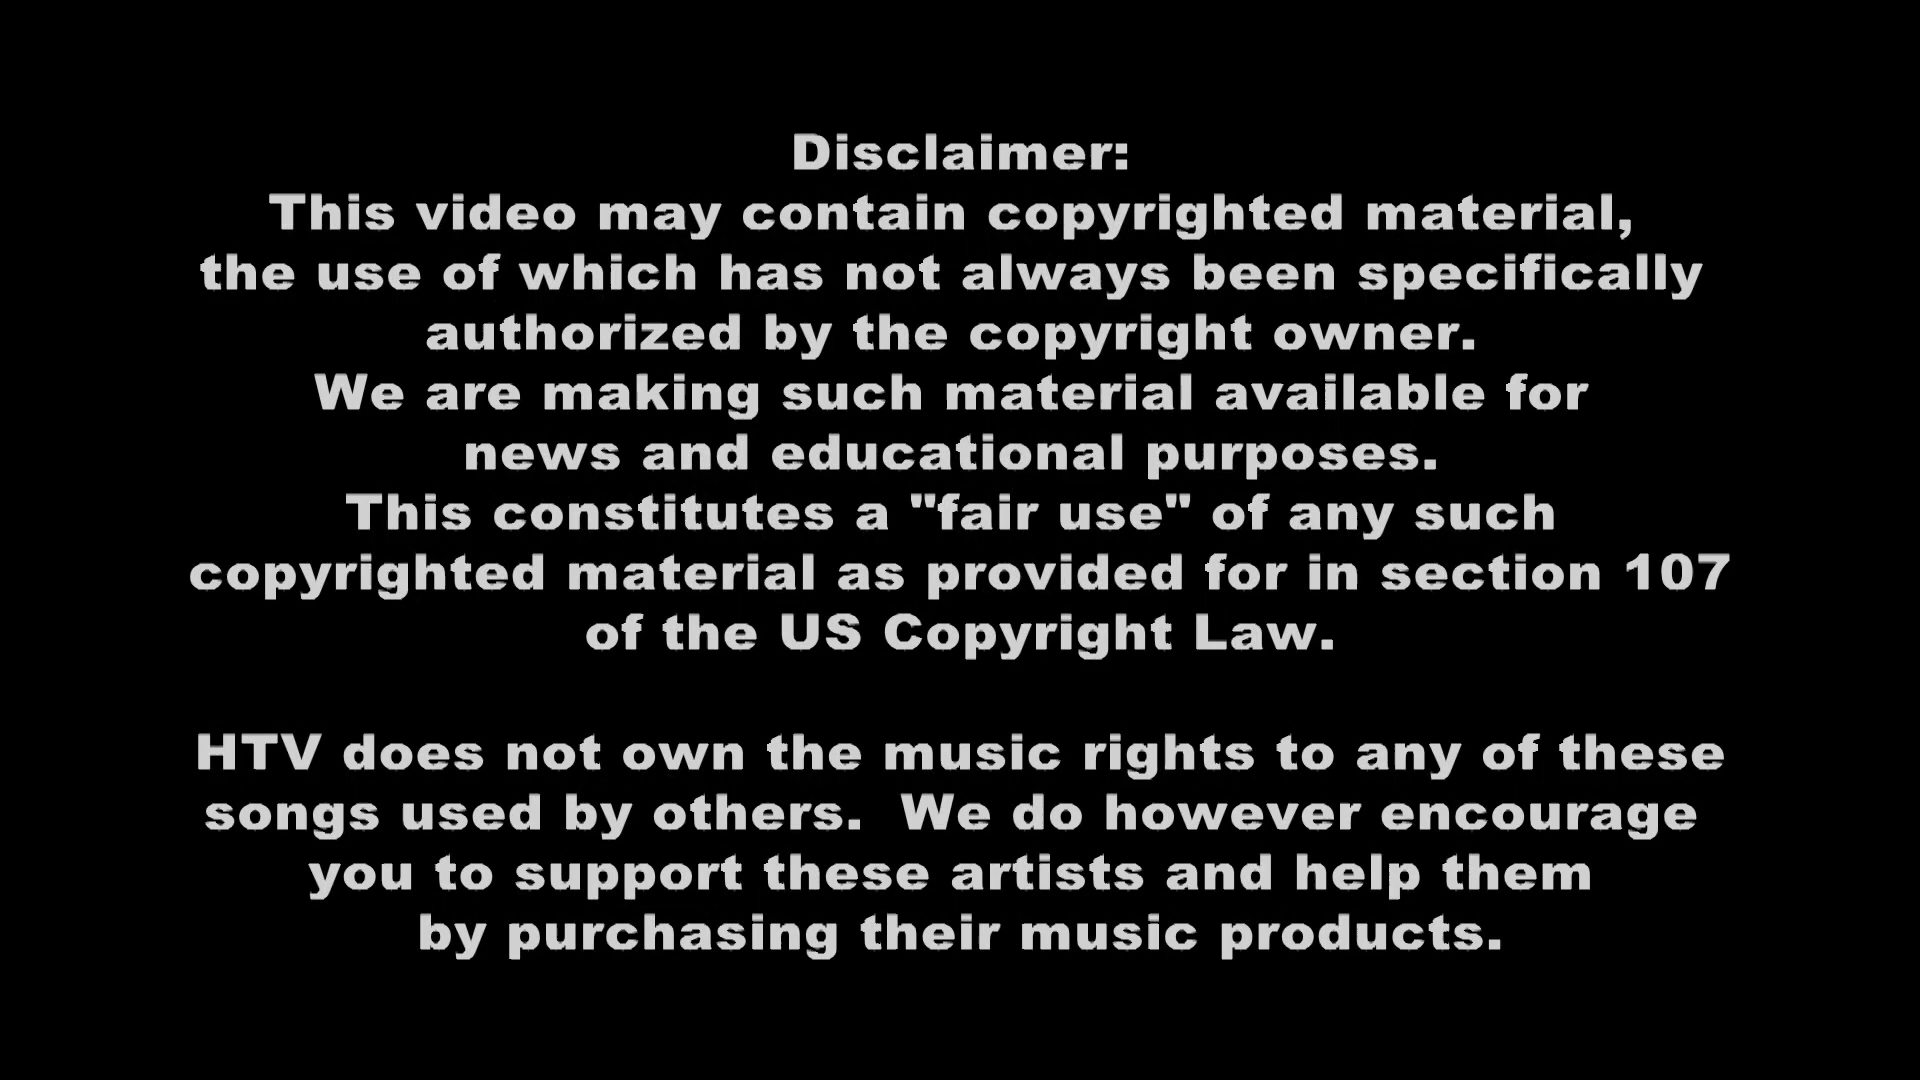 Disclaimer:
This video may contain copyrighted material,
the use of which has not always been specifically
authorized by the copyright owner.
We are making such material available for
news and educational purposes.
This constitutes a "fair use" of any such
copyrighted material as provided for in section 107
of the US Copyright Law.
HTV does not own the music rights to any of these
songs used by others.  We do however encourage
you to support these artists and help them
by purchasing their music products.